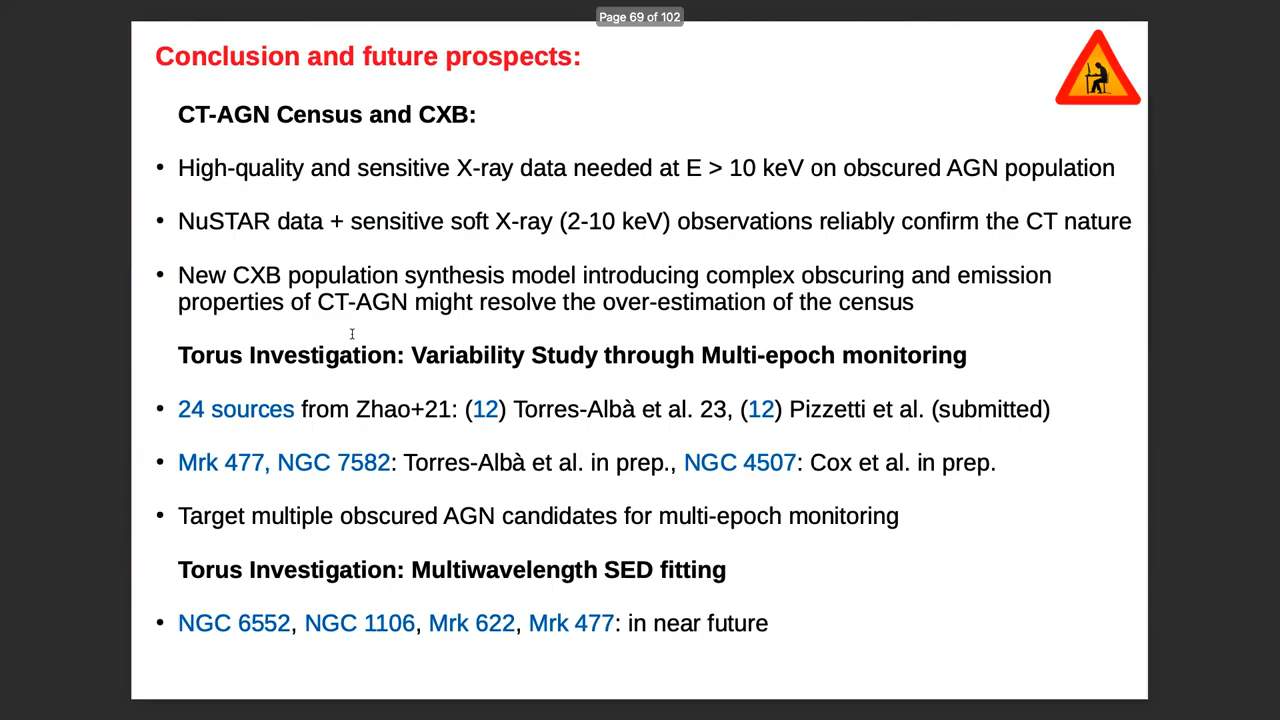 Page 69 of 102
Conclusion and future prospects:
CT-AGN Census and CXB:
• High-quality and sensitive X-ray data needed at E > 10 keV on obscured AGN population
• NuSTAR data + sensitive soft X-ray (2-10 keV) observations reliably confirm the CT nature
• New CXB population synthesis model introducing complex obscuring and emission
properties of CT-AGN might resolve the over-estimation of the census
Torus Investigation: Variability Study through Multi-epoch monitoring
• 24 sources from Zhao+21: (12) Torres-Albà et al. 23, (12) Pizzetti et al. (submitted)
• Mrk 477, NGC 7582: Torres-Albà et al. in prep., NGC 4507: Cox et al. in prep.
• Target multiple obscured AGN candidates for multi-epoch monitoring
Torus Investigation: Multiwavelength SED fitting
• NGC 6552, NGC 1106, Mrk 622, Mrk 477: in near future